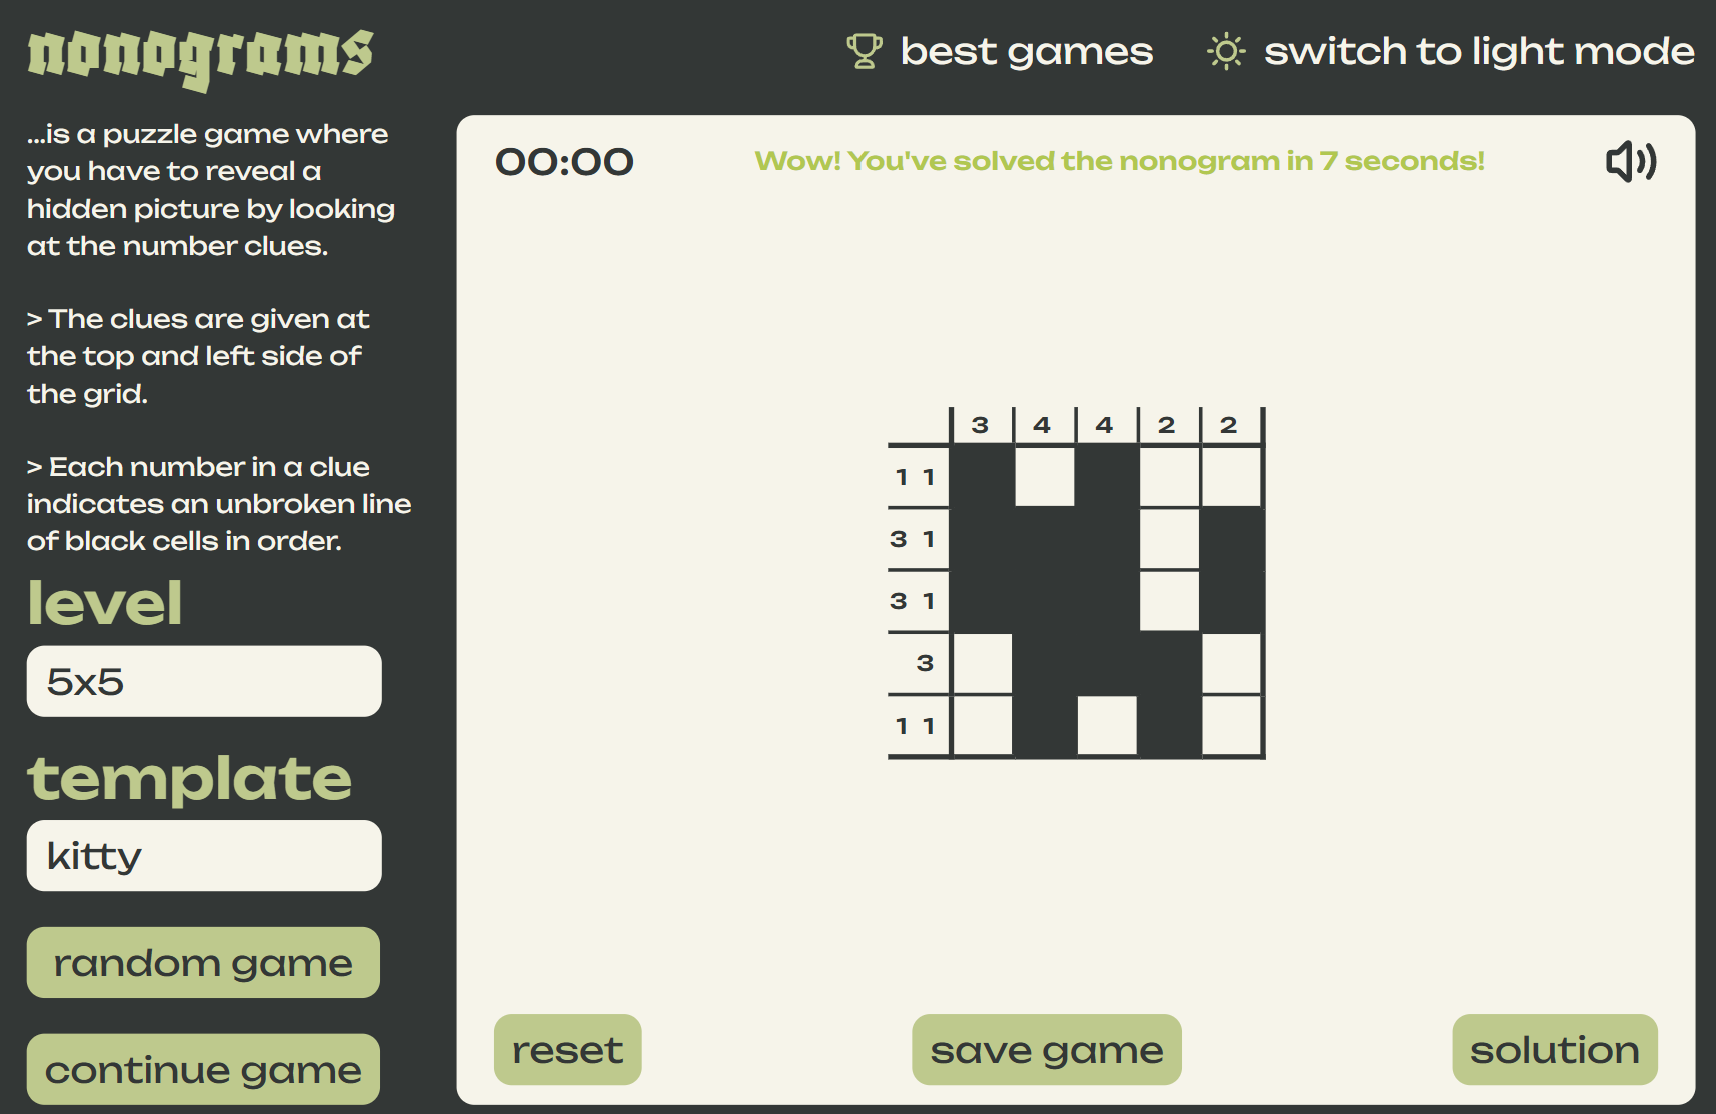 nonograms
best games
switch to light mode
...is a puzzle game where
you have to reveal a
hidden picture by looking
at the number clues.
> The clues are given at
the top and left side of
the grid.
> Each number in a clue
indicates an unbroken line
of black cells in order.
level
5x5
template
kitty
random game
continue game
00:00
Wow! You've solved the nonogram in 7 seconds!
3 4 4 2 2
1 1
3 1
3 1
3
1 1
reset
save game
solution